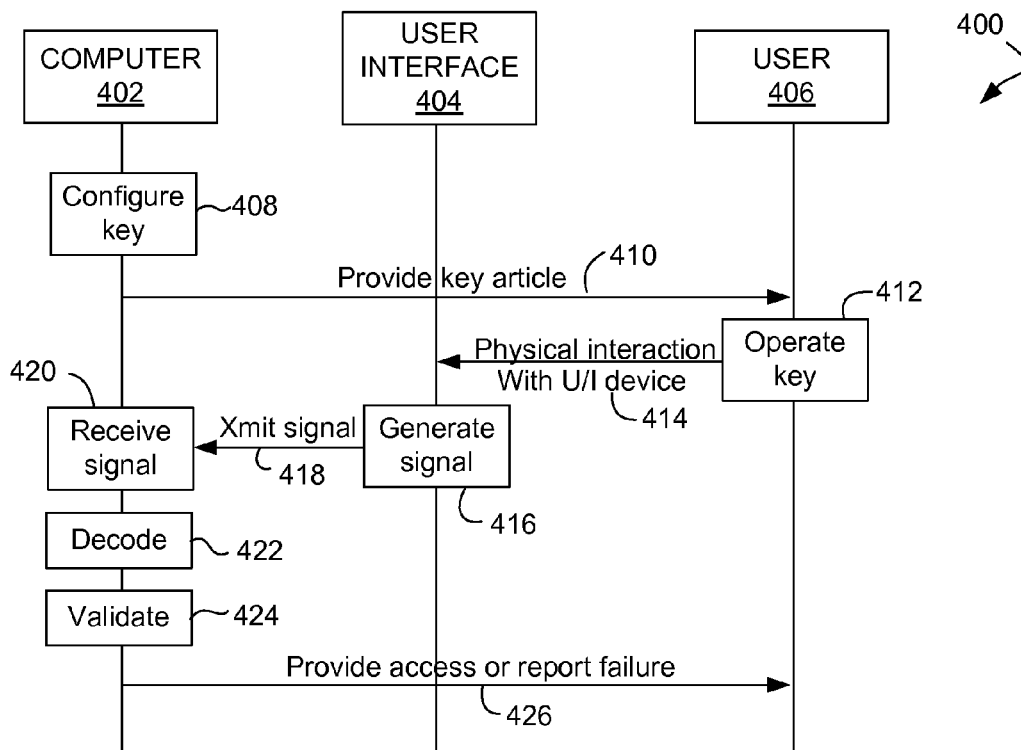 400
COMPUTER
402
USER
INTERFACE
404
USER
406
Configure
key
408
Provide key article
410
412
Operate
key
Physical interaction
With U/I device
414
420
Receive
signal
Xmit signal
418
Generate
signal
416
Decode
422
Validate
424
Provide access or report failure
426